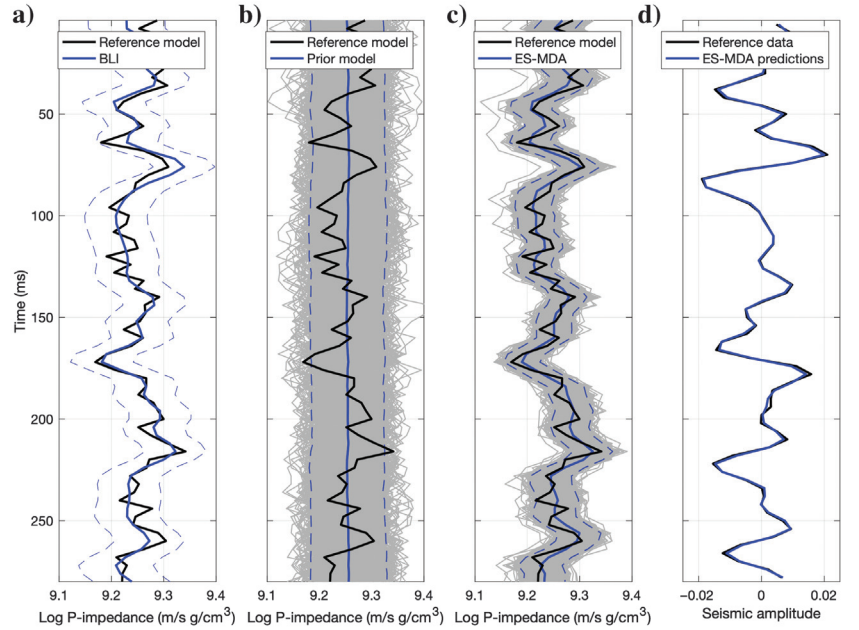 a) b) c) d)
Reference model
BLI
Reference model
Prior model
Reference model
ES-MDA
Reference data
ES-MDA predictions
Time (ms)
50
100
150
200
250
9.1 9.2 9.3 9.4
9.1 9.2 9.3 9.4
9.1 9.2 9.3 9.4
−0.02 0 0.02
Log P-impedance (m/s g/cm³)
Log P-impedance (m/s g/cm³)
Log P-impedance (m/s g/cm³)
Seismic amplitude